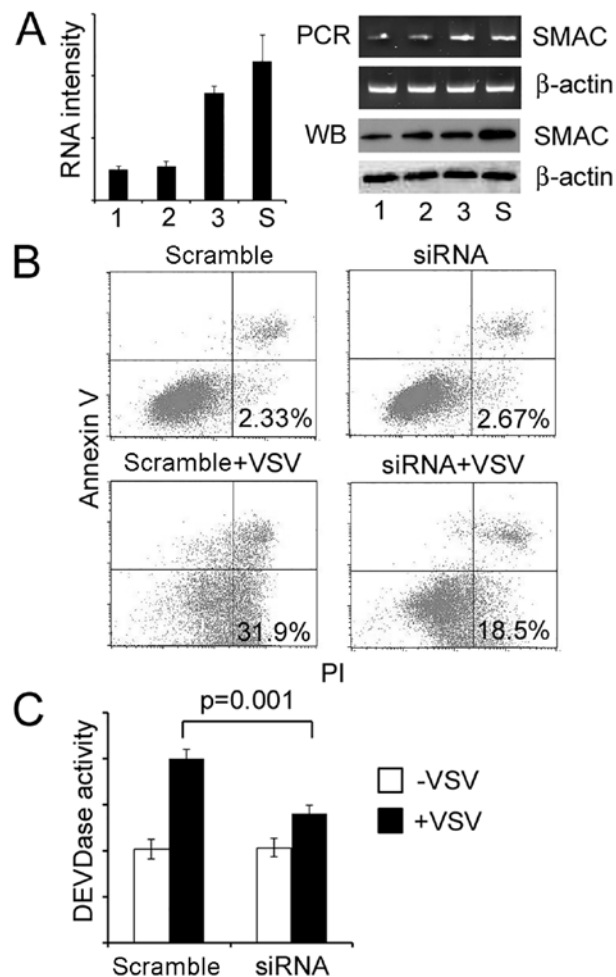 A
RNA intensity
1 2 3 S
PCR SMAC
β-actin
WB SMAC
β-actin
1 2 3 S
B
Scramble siRNA
2.33% 2.67%
Annexin V
Scramble+VSV siRNA+VSV
31.9% 18.5%
PI
C
p=0.001
DEVDase activity
-VSV
+VSV
Scramble siRNA